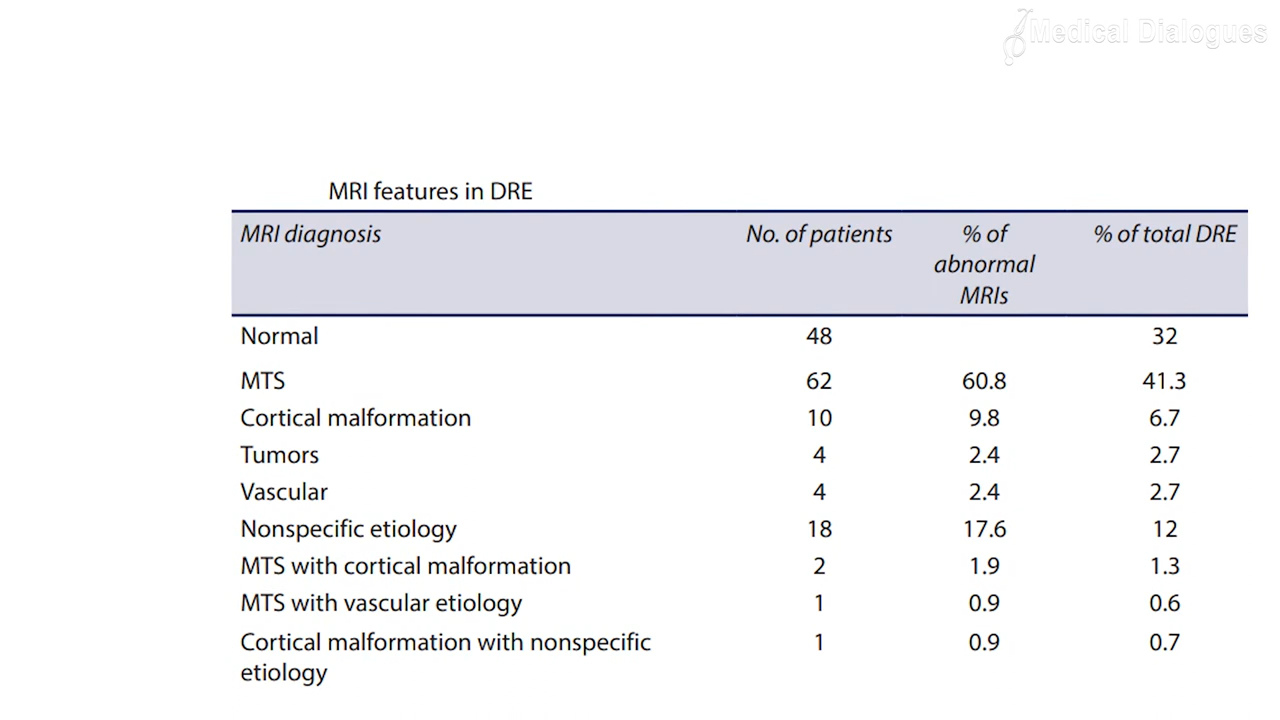 Medical Dialogues
MRI features in DRE
MRI diagnosis No. of patients % of abnormal MRIs % of total DRE
Normal 48 32
MTS 62 60.8 41.3
Cortical malformation 10 9.8 6.7
Tumors 4 2.4 2.7
Vascular 4 2.4 2.7
Nonspecific etiology 18 17.6 12
MTS with cortical malformation 2 1.9 1.3
MTS with vascular etiology 1 0.9 0.6
Cortical malformation with nonspecific 1 0.9 0.7
etiology